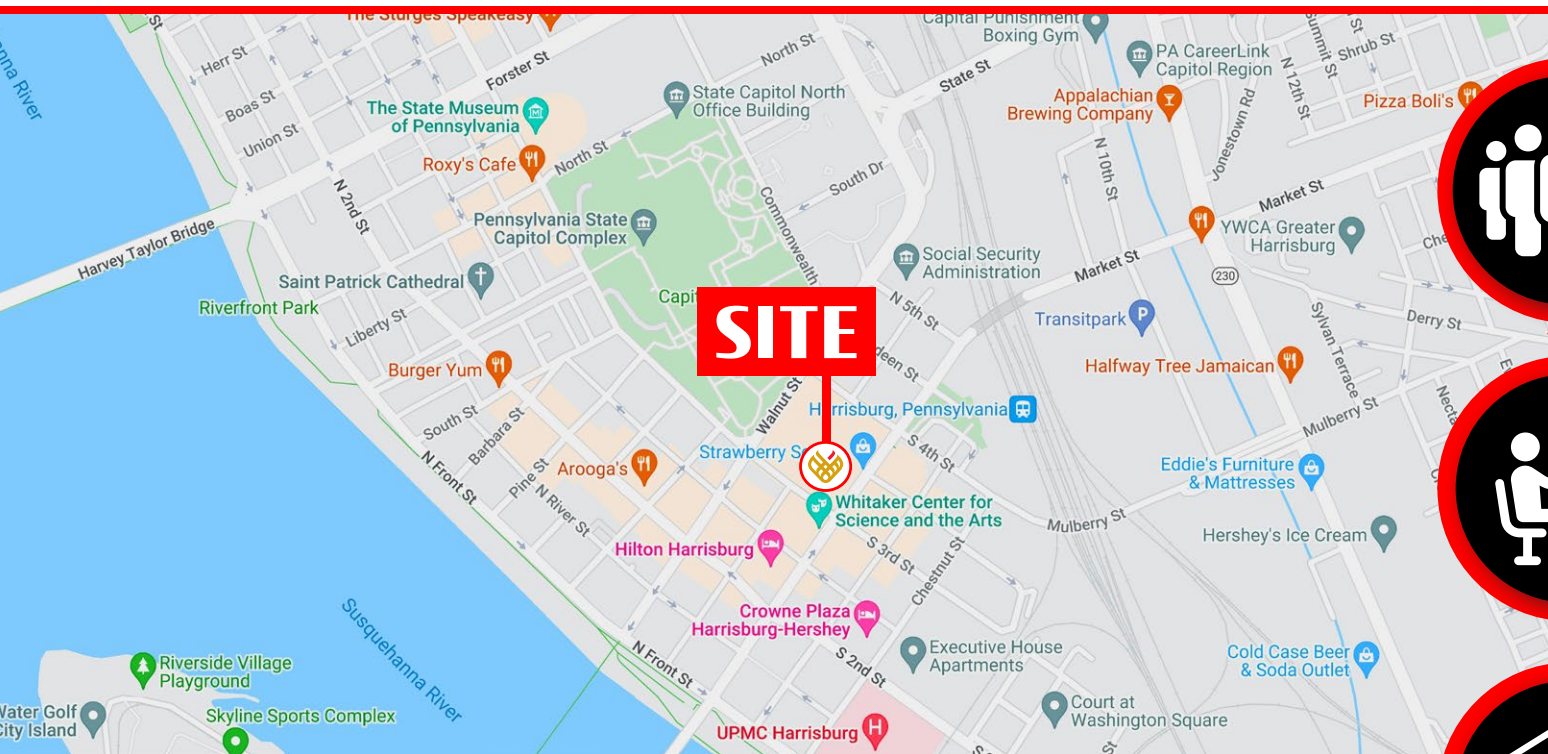 The Sturges Speakeasy
Capital Punishment
Boxing Gym
North St
Herr St
Forster St
State St
PA CareerLink
Capitol Region
Summit St
Shrub St
N 12th St
Boas St
The State Museum
of Pennsylvania
State Capitol North
Office Building
Appalachian
Brewing Company
Jonestown Rd
Pizza Boli's
Union St
Roxy's Cafe
North St
South Dr
N 10th St
Market St
N 2nd St
Commonwealth
Pennsylvania State
Capitol Complex
YWCA Greater
Harrisburg
Harvey Taylor Bridge
Social Security
Administration
Market St
230
Saint Patrick Cathedral
Riverfront Park
SITE
N 5th St
Transitpark
P
Sylvan Terrace
Derry St
Liberty St
Burger Yum
Halfway Tree Jamaican
Walnut St
Harrisburg, Pennsylvania
Mulberry St
South St
Barbara St
Strawberry
S 4th St
N Front St
Pine St
Arooga's
Eddie's Furniture
& Mattresses
N River St
Whitaker Center for
Science and the Arts
Mulberry St
Hershey's Ice Cream
Hilton Harrisburg
S 3rd St
Chestnut St
Susquehanna River
Crowne Plaza
Harrisburg-Hershey
N Front St
S 2nd St
Executive House
Apartments
Cold Case Beer
& Soda Outlet
Riverside Village
Playground
Water Golf
City Island
Skyline Sports Complex
UPMC Harrisburg
H
Court at
Washington Square